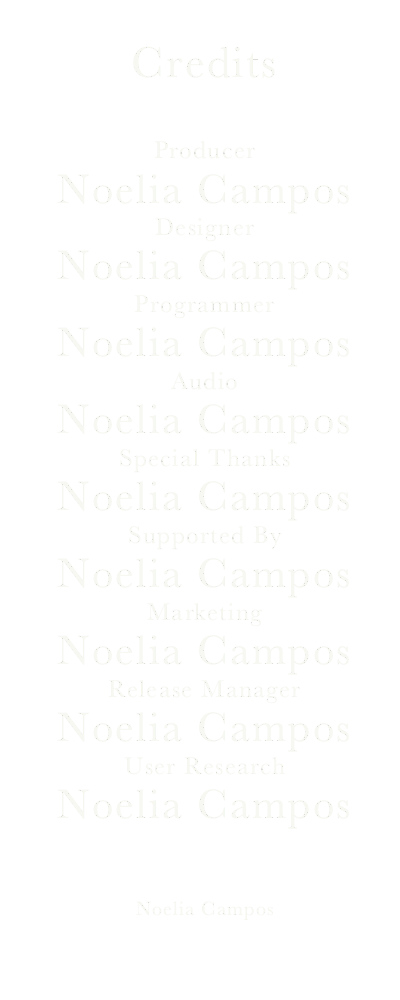 Credits
Producer
Noelia Campos
Designer
Noelia Campos
Programmer
Noelia Campos
Audio
Noelia Campos
Special Thanks
Noelia Campos
Supported By
Noelia Campos
Marketing
Noelia Campos
Release Manager
Noelia Campos
User Research
Noelia Campos
Noelia Campos